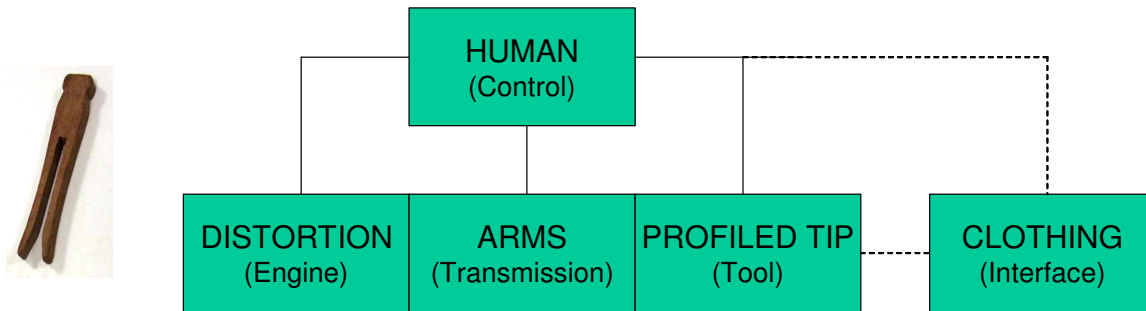 HUMAN
(Control)
DISTORTION
(Engine)
ARMS
(Transmission)
PROFILED TIP
(Tool)
CLOTHING
(Interface)